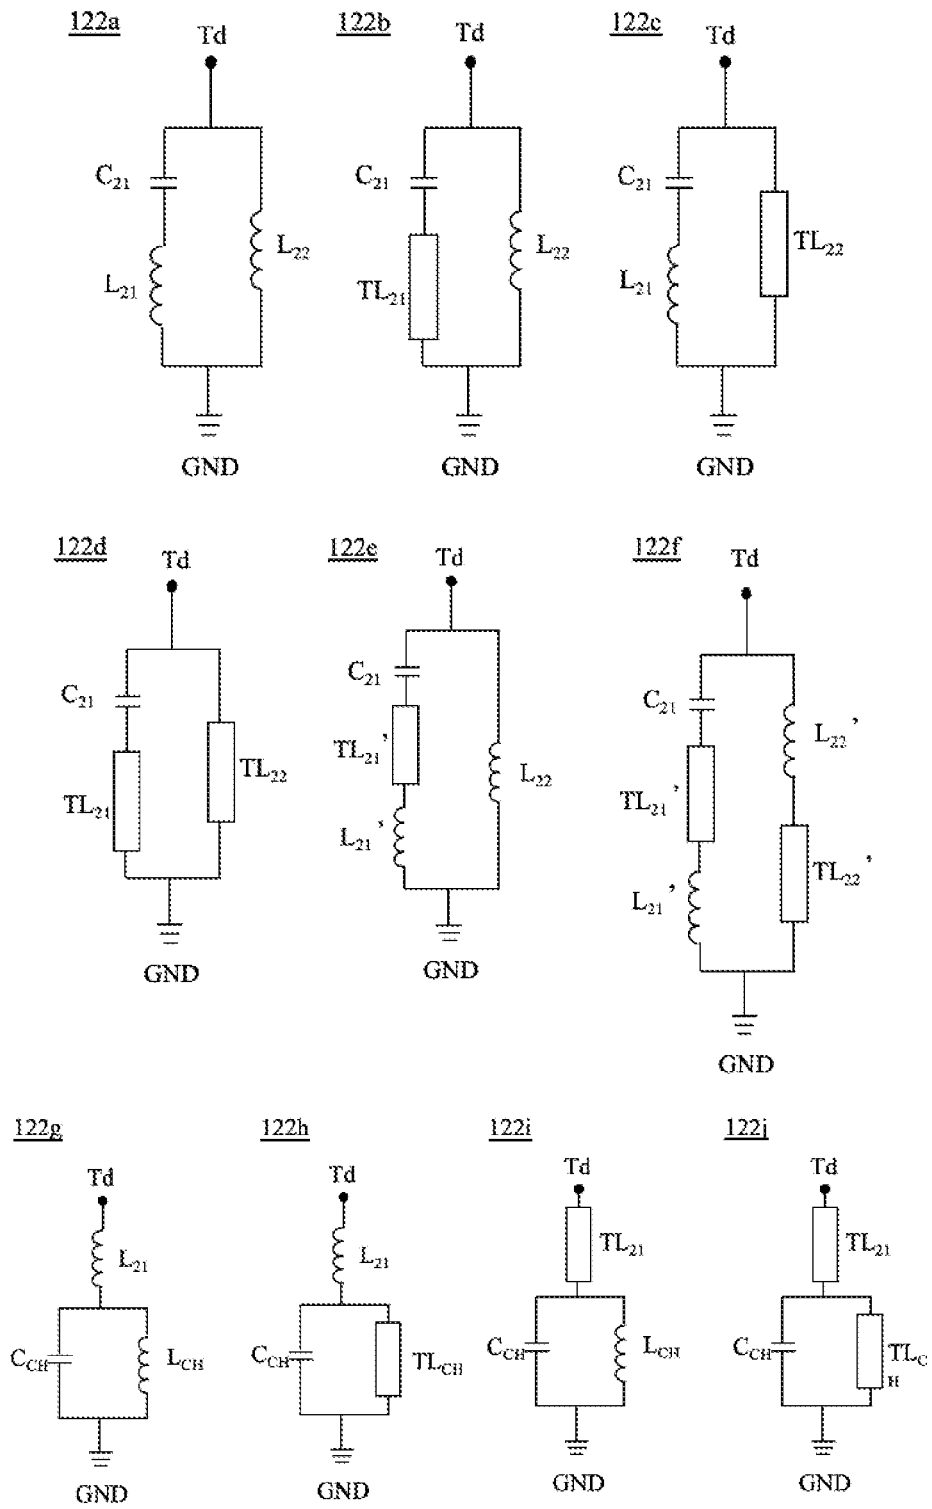 122a
122b
122c
Td
Td
Td
C21
C21
C21
L21
L22
TL21
L22
L21
TL22
GND
GND
GND
122d
122e
122f
Td
Td
Td
C21
C21
C21
L22'
TL21
TL22
TL21'
L22
TL21'
TL22'
L21'
L21'
GND
GND
GND
122g
122h
122i
122j
Td
Td
Td
Td
L21
L21
TL21
TL21
CCH
LCH
CCH
TLCH
CCH
LCH
CCH
TLC
H
GND
GND
GND
GND